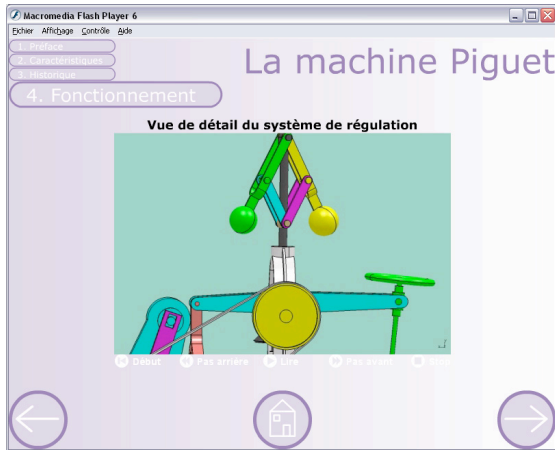 Macromedia Flash Player 6
Fichier Affichage Contrôle Aide
1. Préface
2. Caractéristiques
3. Historique
4. Fonctionnement
La machine Piguet
Vue de détail du système de régulation
Début Pas arrière Lire Pas avant Stop